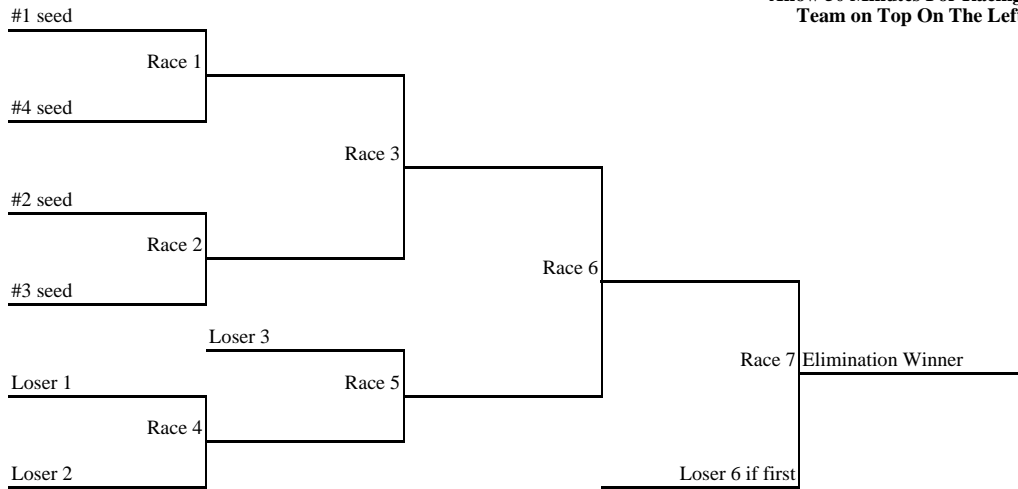 Team on Top On The Left
#1 seed
Race 1
#4 seed
Race 3
#2 seed
Race 2
Race 6
#3 seed
Loser 3
Race 7 Elimination Winner
Loser 1
Race 5
Race 4
Loser 2
Loser 6 if first